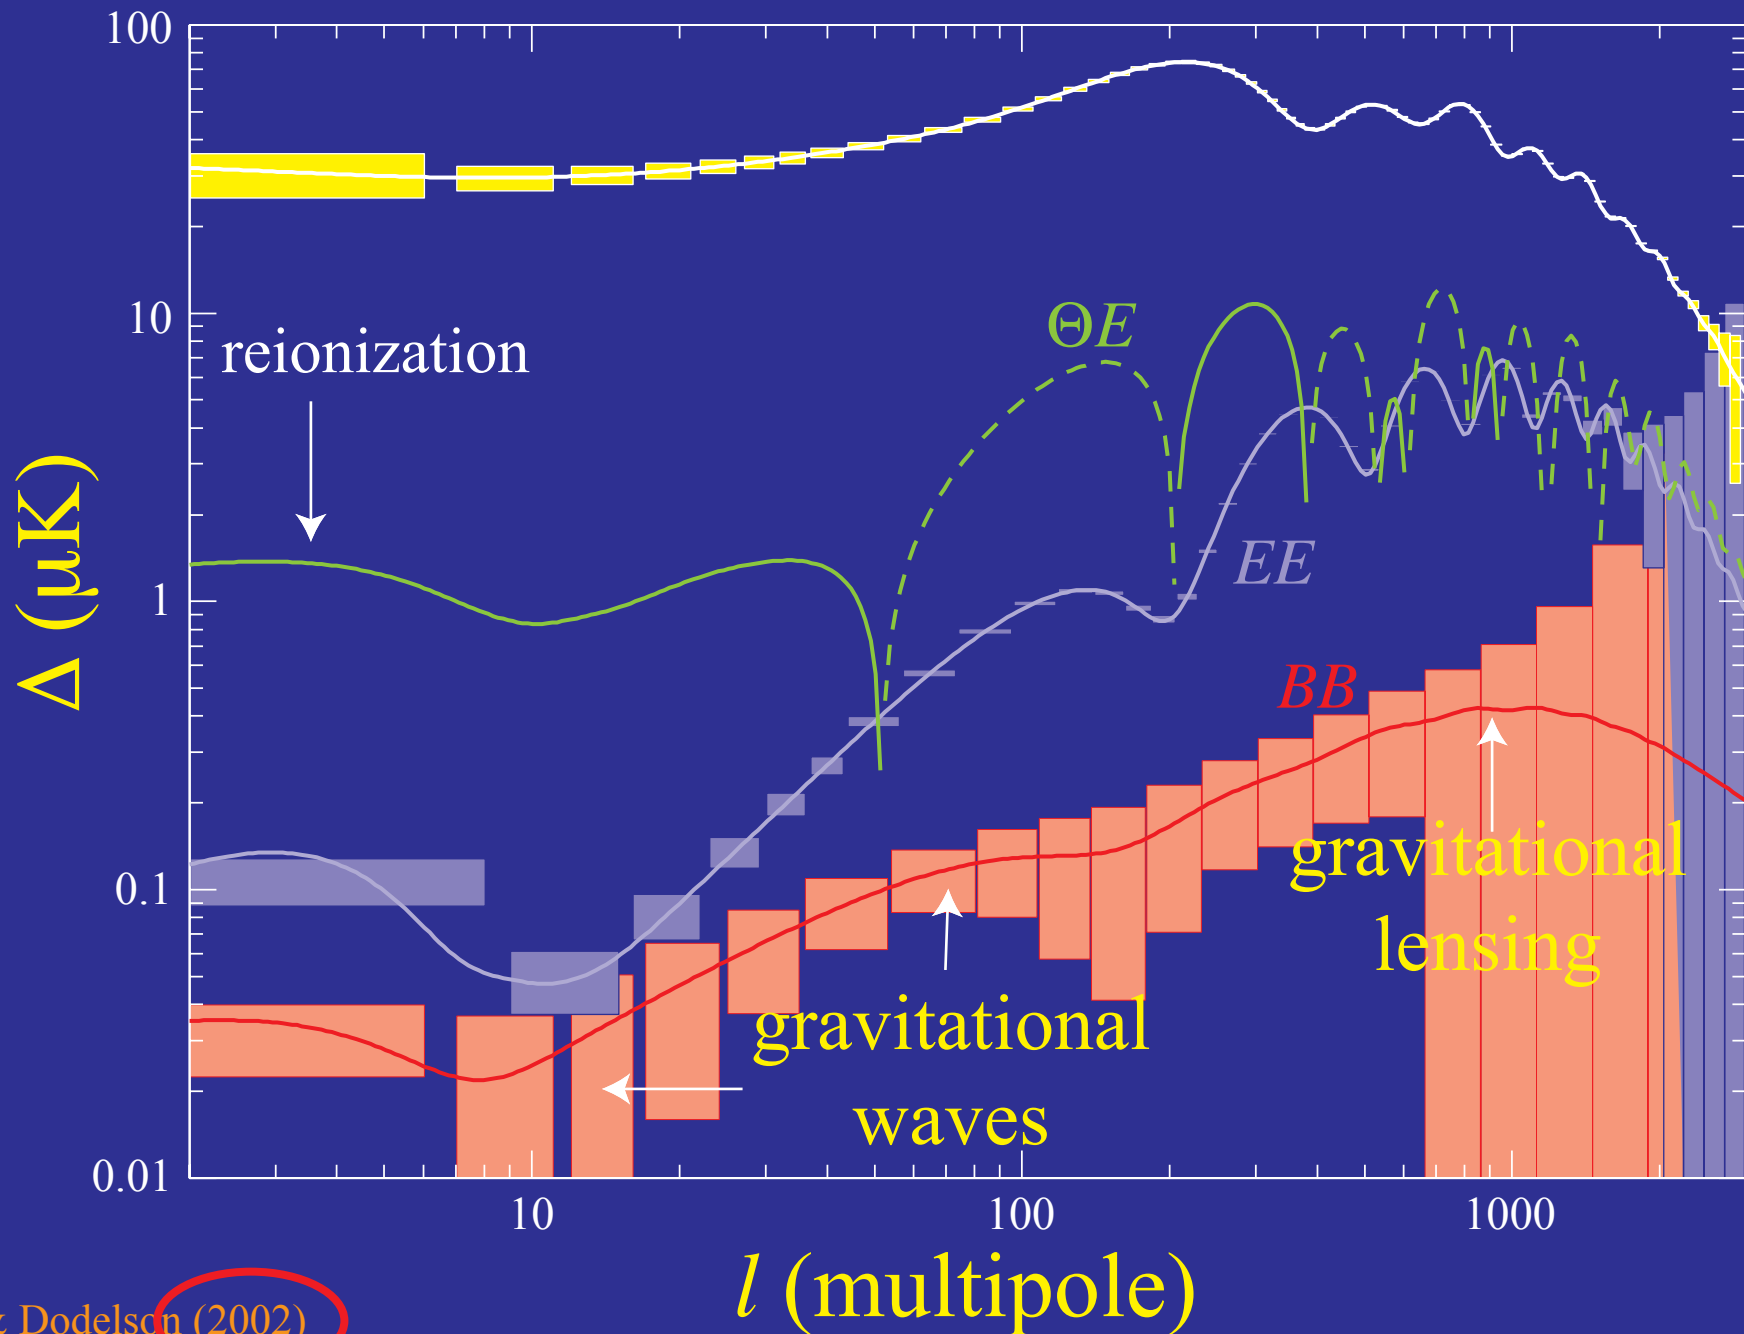 100
10
1
0.1
0.01
Δ (μK)
reionization
ΘE
EE
BB
gravitational
lensing
gravitational
waves
10
100
1000
l (multipole)
& Dodelson (2002)